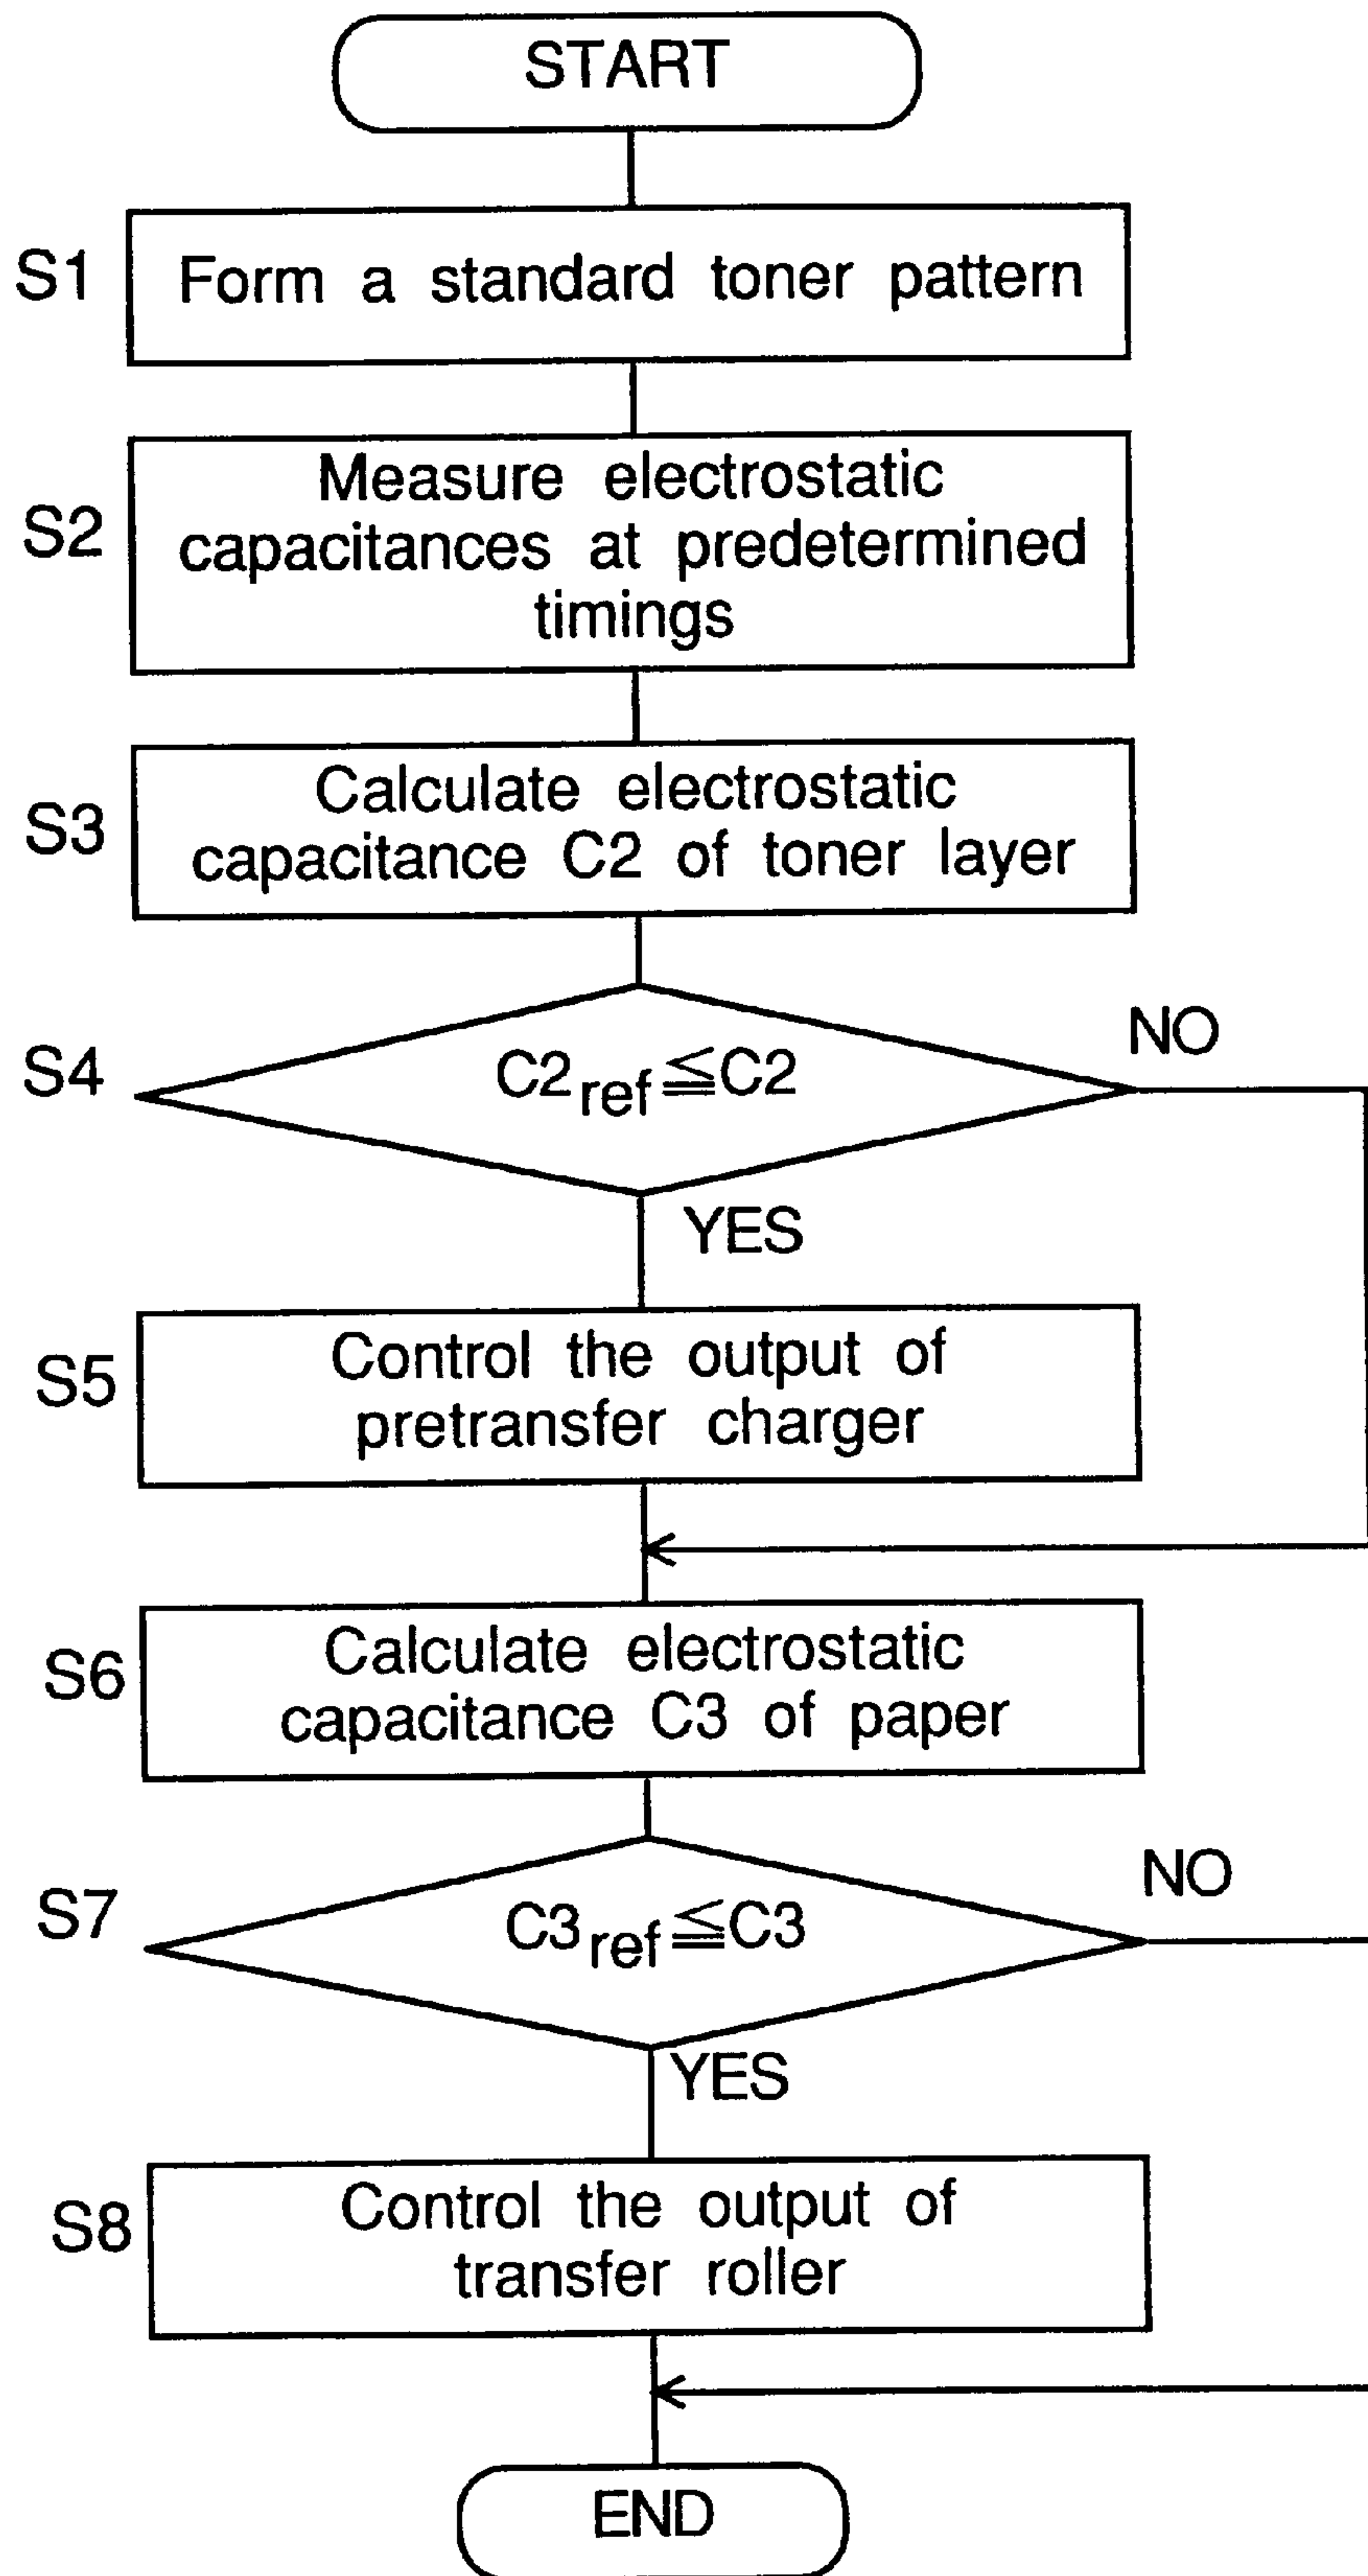 START
S1
Form a standard toner pattern
S2
Measure electrostatic
capacitances at predetermined
timings
S3
Calculate electrostatic
capacitance C2 of toner layer
S4
C2ref≦C2
NO
YES
S5
Control the output of
pretransfer charger
S6
Calculate electrostatic
capacitance C3 of paper
S7
C3ref≦C3
NO
YES
S8
Control the output of
transfer roller
END